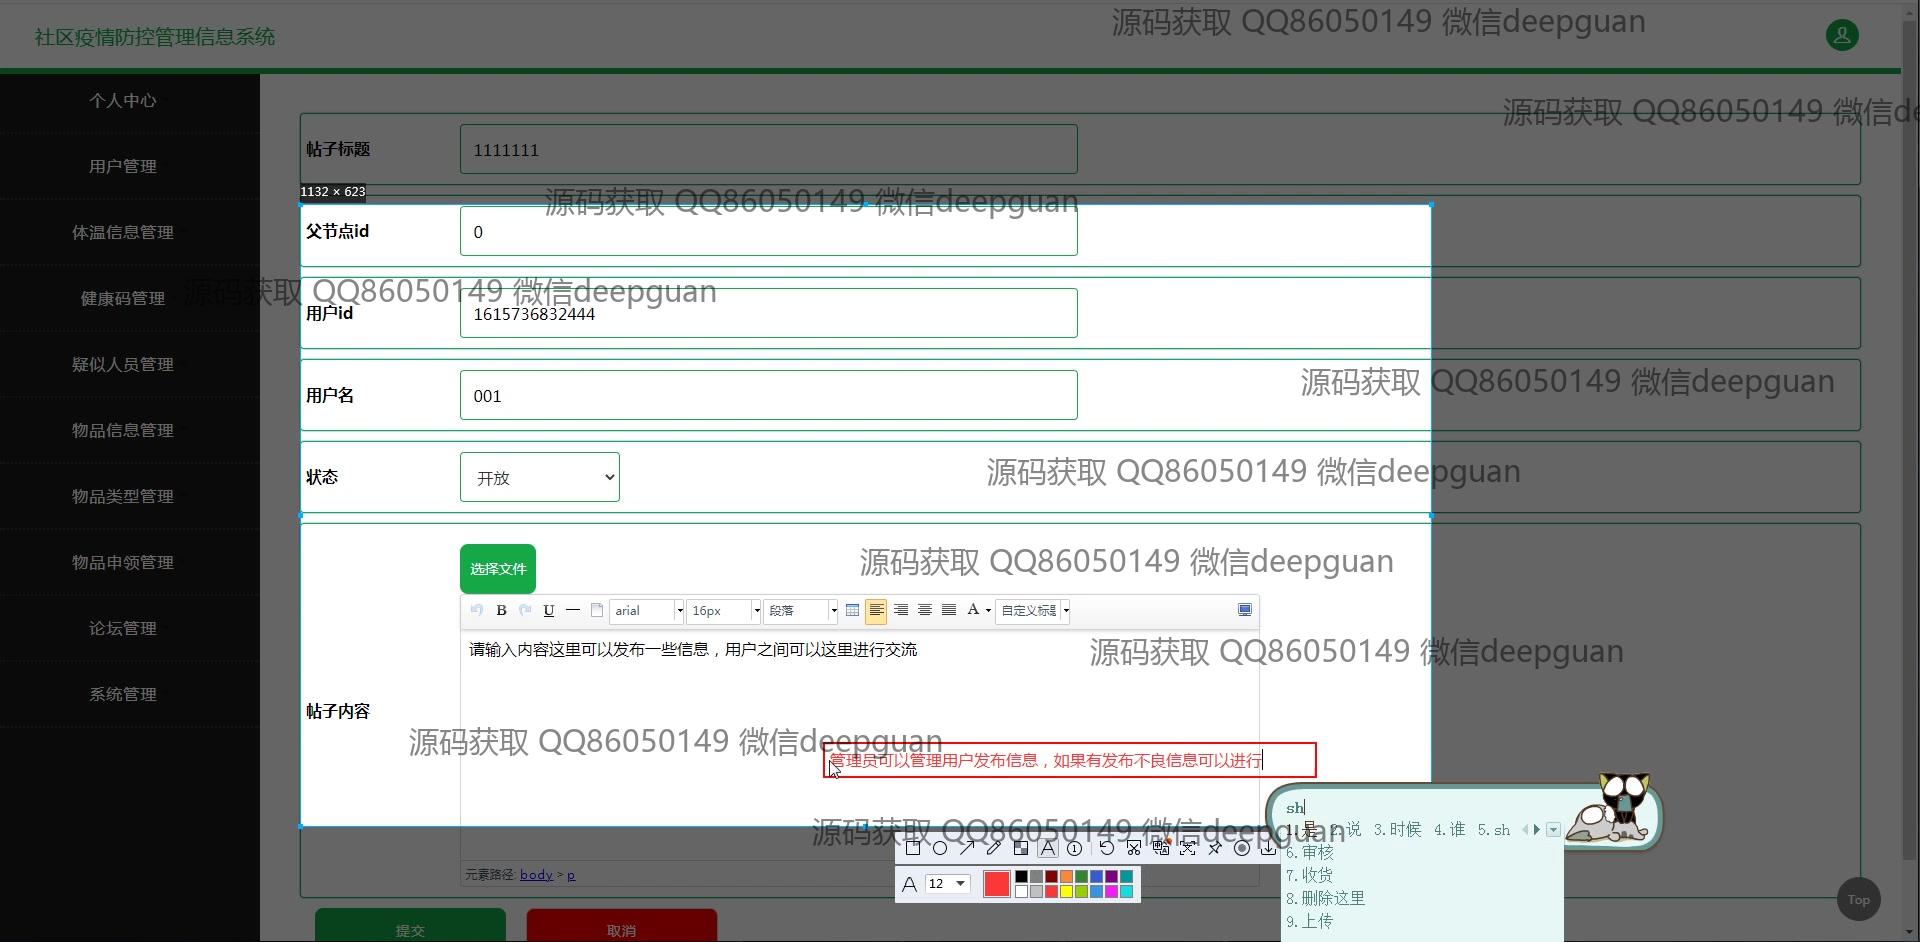 源码获取 QQ86050149 微信deepguan
社区疫情防控管理信息系统
个人中心
源码获取 QQ86050149 微信de
帖子标题
1111111
用户管理
1132 × 623
源码获取 QQ86050149 微信deepguan
父节点id
0
体温信息管理
健康码管理
源码获取 QQ86050149 微信deepguan
用户id
1615736832444
疑似人员管理
源码获取 QQ86050149 微信deepguan
用户名
001
物品信息管理
状态
开放
源码获取 QQ86050149 微信deepguan
物品类型管理
物品申领管理
选择文件
源码获取 QQ86050149 微信deepguan
B U arial 16px 段落 A 自定义标题
论坛管理
请输入内容这里可以发布一些信息，用户之间可以这里进行交流
源码获取 QQ86050149 微信deepguan
系统管理
帖子内容
源码获取 QQ86050149 微信deepguan
管理员可以管理用户发布信息，如果有发布不良信息可以进行
sh
1.是 2.说 3.时候 4.谁 5.sh
6.审核
7.收货
8.删除这里
9.上传
源码获取 QQ86050149 微信deepguan
元素路径: body > p
A 12
Top
提交
取消